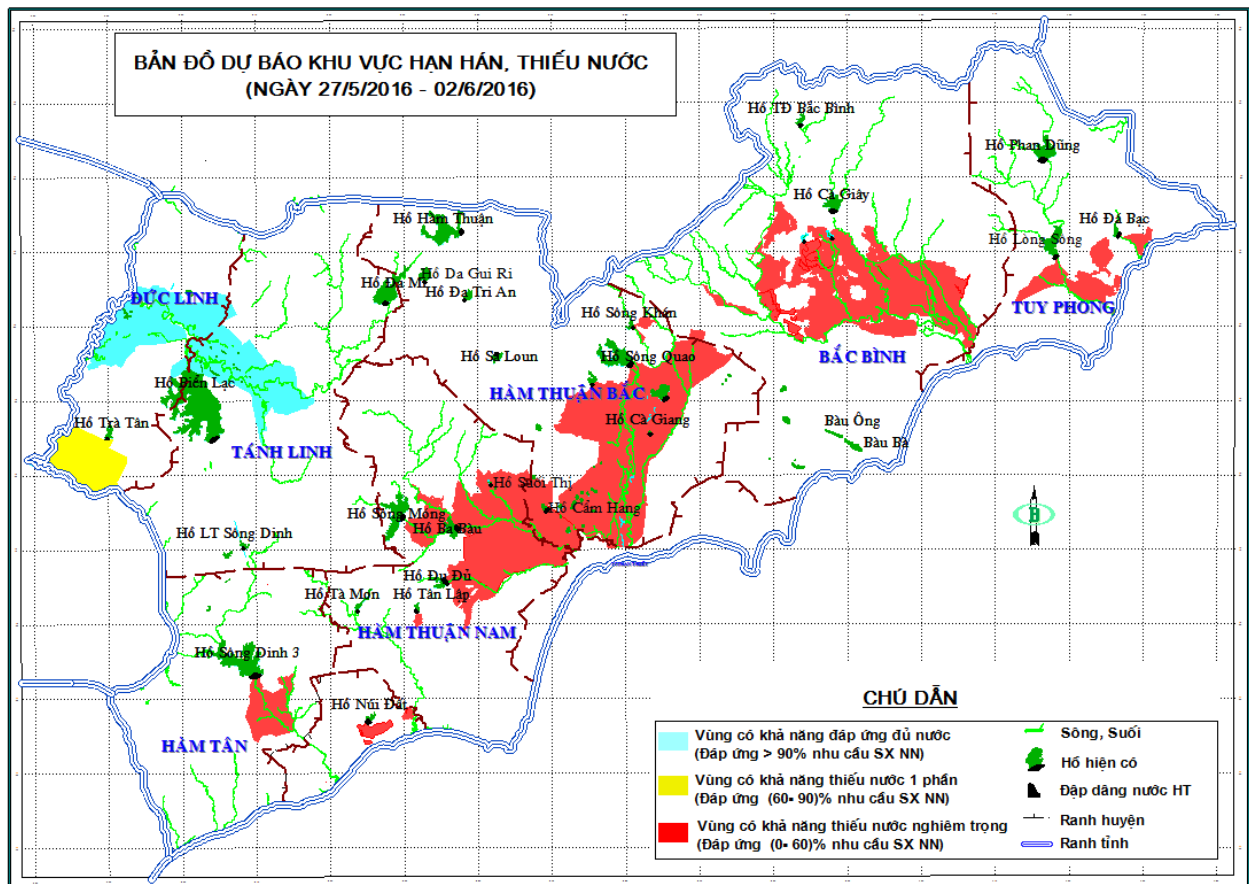 BẢN ĐỒ DỰ BÁO KHU VỰC HẠN HÁN, THIẾU NƯỚC
(NGÀY 27/5/2016 - 02/6/2016)
Hồ TĐ Bắc Bình
Hồ Phan Dũng
Hồ Cà Giây
Hồ Hàm Thuận
Hồ Đá Bạc
Hồ Lòng Sông
Hồ Da Gui Ri
Hồ Đa Mi
Hồ Đa Tri An
ĐỨC LINH
TUY PHONG
Hồ Sông Khán
Hồ Sa Loun
Hồ Sông Quao
BẮC BÌNH
Hồ Biển Lạc
HÀM THUẬN BẮC
Hồ Trà Tân
Hồ Cà Giang
Bàu Ông
Bàu Bà
TÁNH LINH
Hồ Suối Thị
Hồ Sông Móng
Hồ Cẩm Hang
Hồ Ba Bàu
Hồ LT Sông Dinh
Hồ Đu Đủ
Hồ Tà Mon
Hồ Tân Lập
HÀM THUẬN NAM
Hồ Sông Dinh 3
Hồ Núi Đất
HÀM TÂN
CHÚ DẪN
Vùng có khả năng đáp ứng đủ nước
(Đáp ứng > 90% nhu cầu SX NN)
Vùng có khả năng thiếu nước 1 phần
(Đáp ứng (60- 90)% nhu cầu SX NN)
Vùng có khả năng thiếu nước nghiêm trọng
(Đáp ứng (0- 60)% nhu cầu SX NN)
Sông, Suối
Hồ hiện có
Đập dâng nước HT
Ranh huyện
Ranh tỉnh